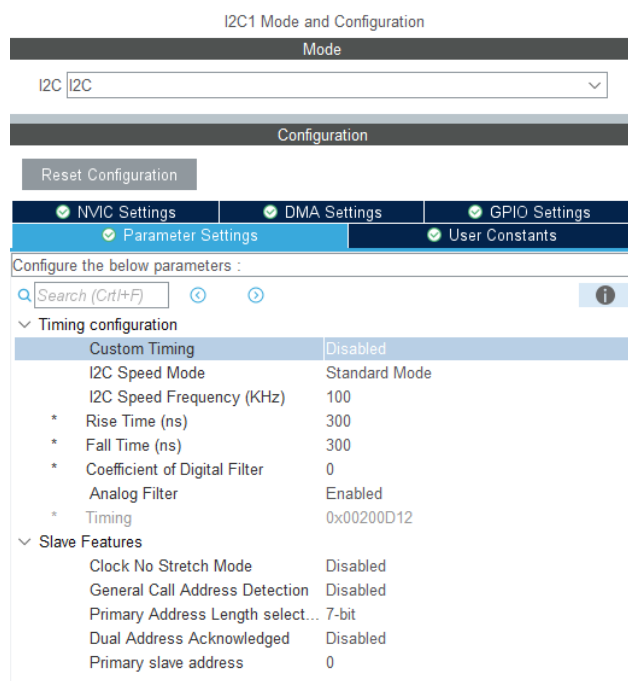 I2C1 Mode and Configuration
Mode
I2C I2C
Configuration
Reset Configuration
NVIC Settings DMA Settings GPIO Settings
Parameter Settings User Constants
Configure the below parameters :
Search (Crtl+F)
Timing configuration
Custom Timing Disabled
I2C Speed Mode Standard Mode
I2C Speed Frequency (KHz) 100
* Rise Time (ns) 300
* Fall Time (ns) 300
* Coefficient of Digital Filter 0
Analog Filter Enabled
* Timing 0x00200D12
Slave Features
Clock No Stretch Mode Disabled
General Call Address Detection Disabled
Primary Address Length select... 7-bit
Dual Address Acknowledged Disabled
Primary slave address 0